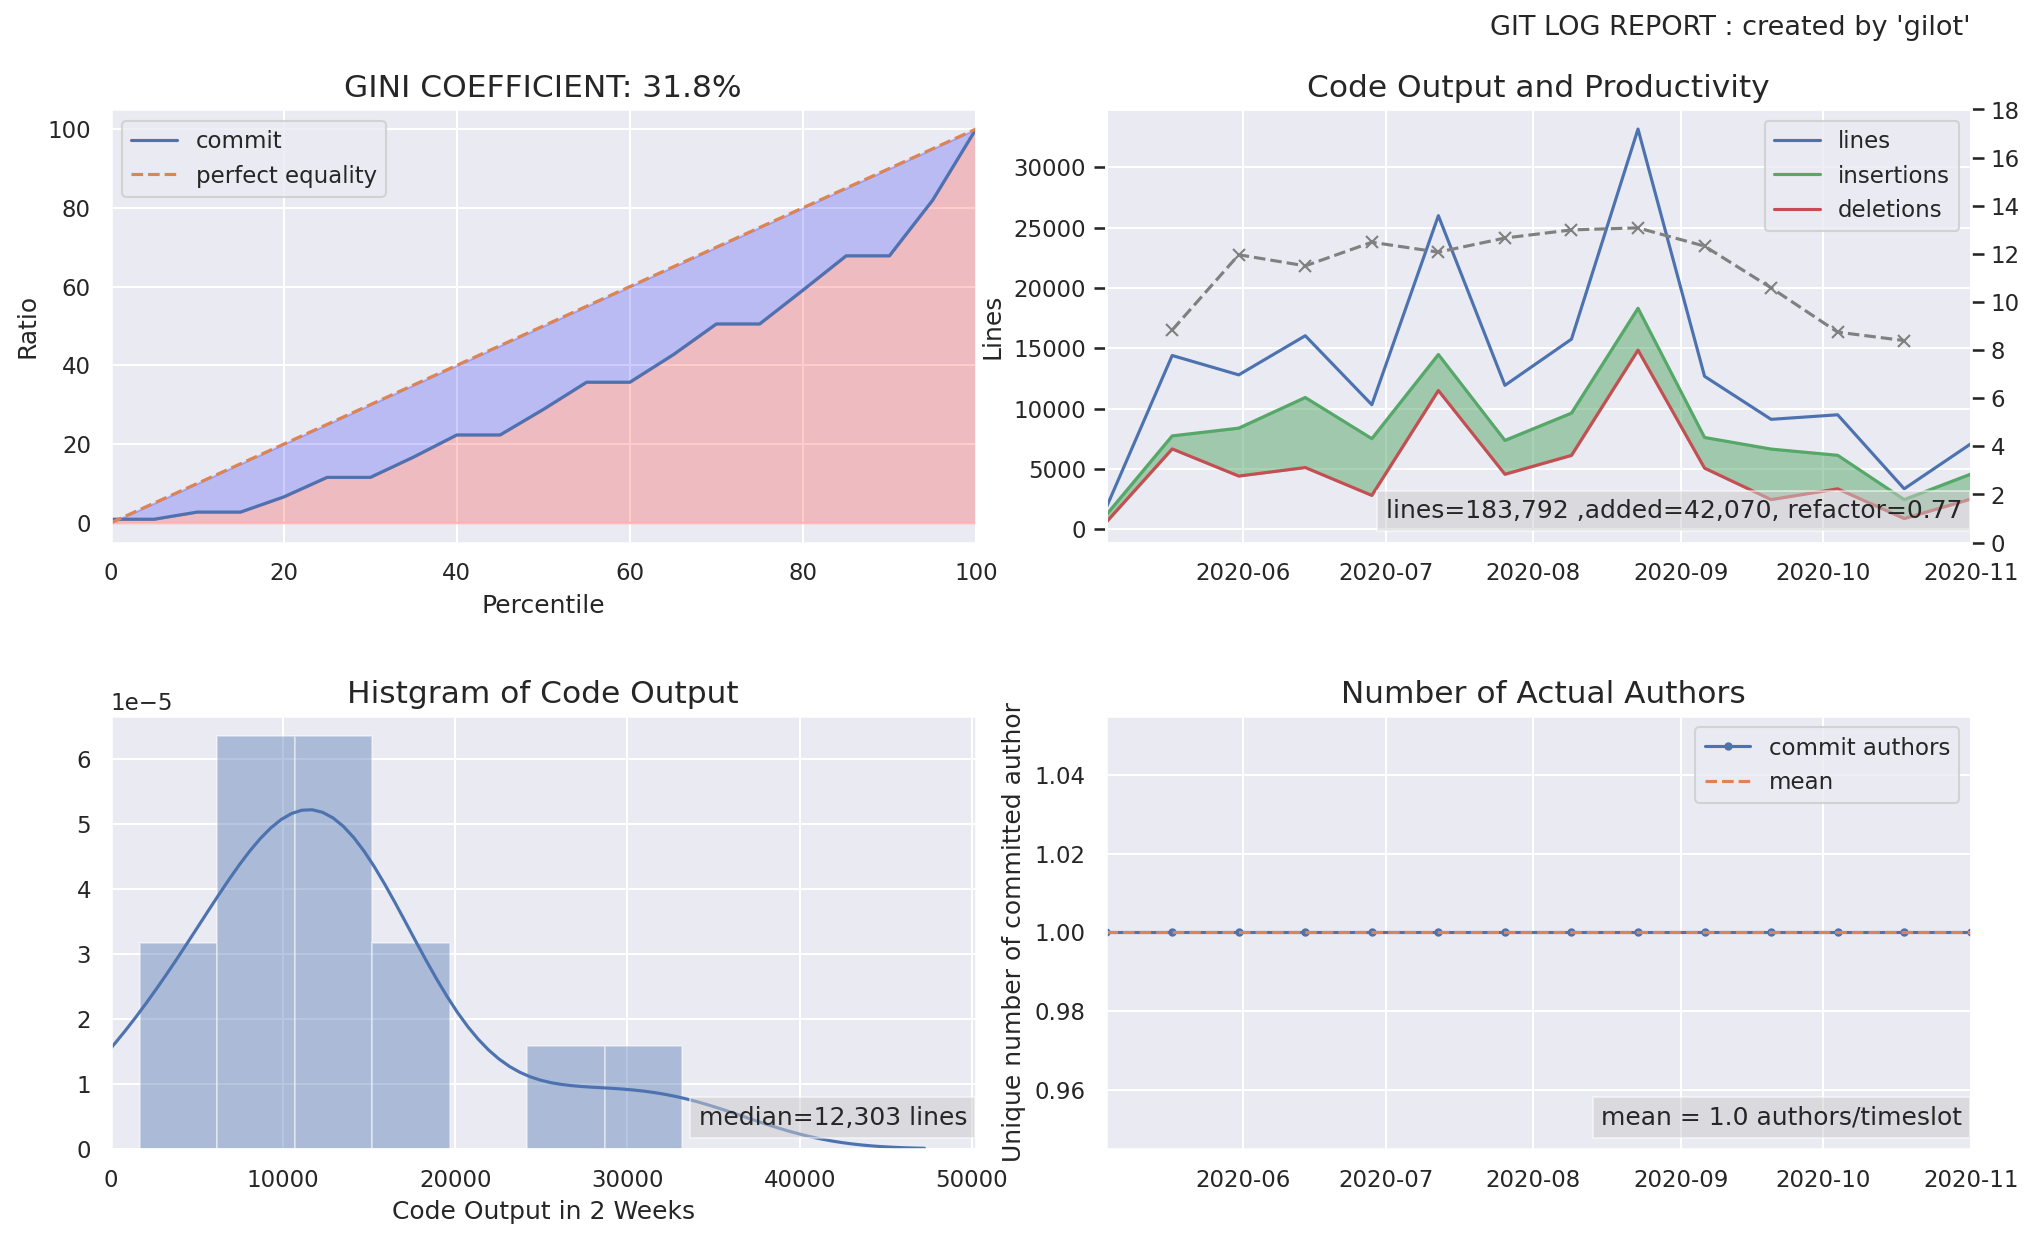 GIT LOG REPORT : created by 'gilot'
GINI COEFFICIENT: 31.8%
commit
perfect equality
Ratio
100
80
60
40
20
0
0 20 40 60 80 100
Percentile
Code Output and Productivity
lines
insertions
deletions
Lines
30000
25000
20000
15000
10000
5000
0
18
16
14
12
10
8
6
4
2
0
lines=183,792 ,added=42,070, refactor=0.77
2020-06 2020-07 2020-08 2020-09 2020-10 2020-11
Histgram of Code Output
1e−5
6
5
4
3
2
1
0
median=12,303 lines
0 10000 20000 30000 40000 50000
Code Output in 2 Weeks
Number of Actual Authors
commit authors
mean
Unique number of committed author
1.04
1.02
1.00
0.98
0.96
mean = 1.0 authors/timeslot
2020-06 2020-07 2020-08 2020-09 2020-10 2020-11